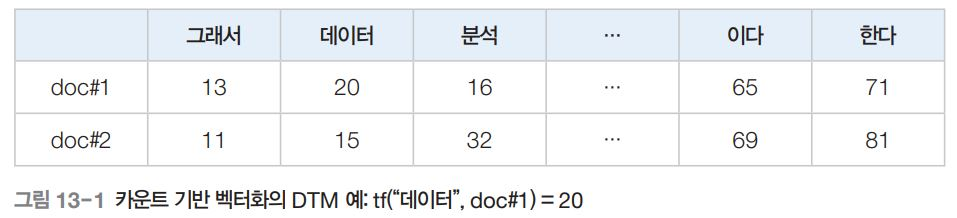 그래서 데이터 분석 … 이다 한다
doc#1 13 20 16 … 65 71
doc#2 11 15 32 … 69 81
그림 13-1 카운트 기반 벡터화의 DTM 예: tf(“데이터”, doc#1) = 20